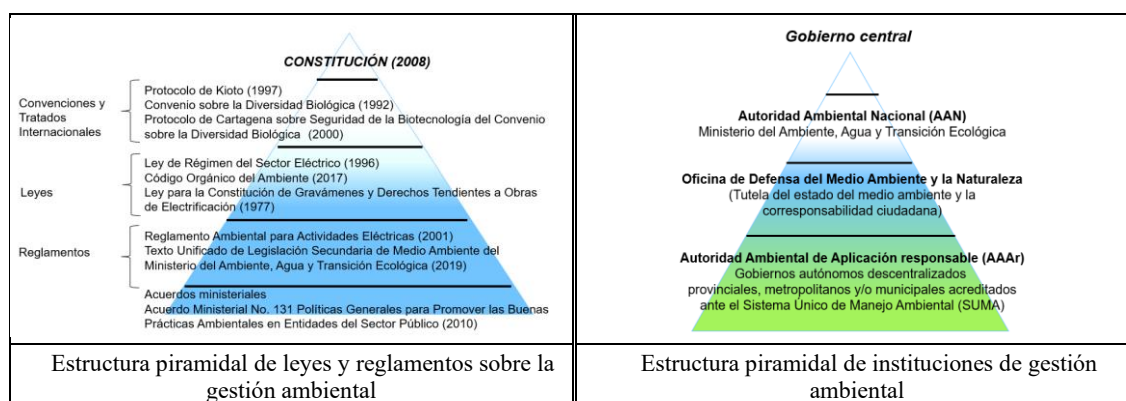 CONSTITUCIÓN (2008)
Convenciones y
Tratados
Internacionales
Protocolo de Kioto (1997)
Convenio sobre la Diversidad Biológica (1992)
Protocolo de Cartagena sobre Seguridad de la Biotecnología del Convenio
sobre la Diversidad Biológica (2000)
Leyes
Ley de Régimen del Sector Eléctrico (1996)
Código Orgánico del Ambiente (2017)
Ley para la Constitución de Gravámenes y Derechos Tendientes a Obras
de Electrificación (1977)
Reglamentos
Reglamento Ambiental para Actividades Eléctricas (2001)
Texto Unificado de Legislación Secundaria de Medio Ambiente del
Ministerio del Ambiente, Agua y Transición Ecológica (2019)
Acuerdos ministeriales
Acuerdo Ministerial No. 131 Políticas Generales para Promover las Buenas
Prácticas Ambientales en Entidades del Sector Público (2010)
Estructura piramidal de leyes y reglamentos sobre la
gestión ambiental
Gobierno central
Autoridad Ambiental Nacional (AAN)
Ministerio del Ambiente, Agua y Transición Ecológica
Oficina de Defensa del Medio Ambiente y la Naturaleza
(Tutela del estado del medio ambiente y la
corresponsabilidad ciudadana)
Autoridad Ambiental de Aplicación responsable (AAAr)
Gobiernos autónomos descentralizados
provinciales, metropolitanos y/o municipales acreditados
ante el Sistema Único de Manejo Ambiental (SUMA)
Estructura piramidal de instituciones de gestión
ambiental